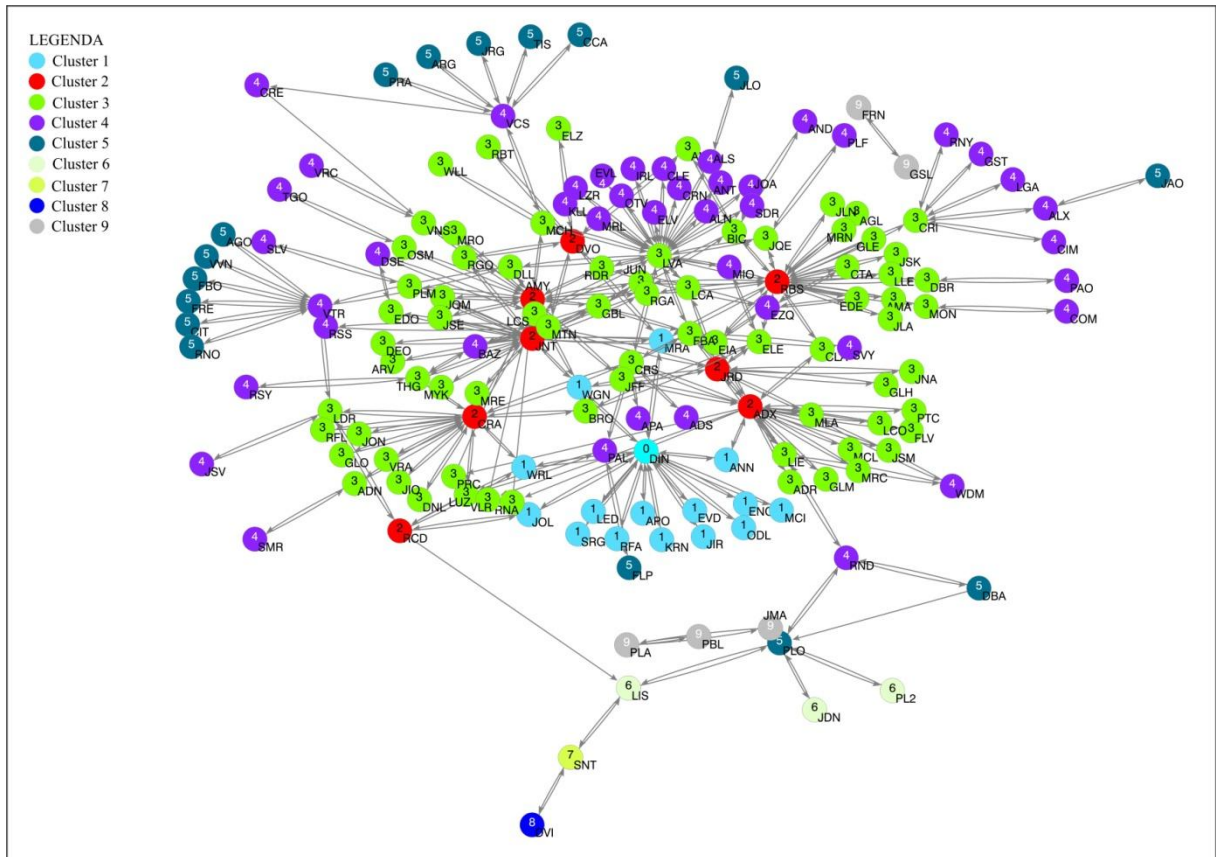 LEGENDA
Cluster 1
Cluster 2
Cluster 3
Cluster 4
Cluster 5
Cluster 6
Cluster 7
Cluster 8
Cluster 9
5 CCA
5 TIS
5 JRG
5 ARG
5 FRA
4 CRE
4 VCS
5 JLO
9 FRN
9 GSL
4 AND
4 PLF
4 RNY
4 GST
4 LGA
4 ALX
5 JAO
4 CIM
4 PAO
4 COM
3 CRI
3 ELZ
3 RBT
3 WLL
4 VRC
4 TGO
4 EVL
4 IRL
4 CLE
4 ALS
4 LZR
4 KLL
4 OTV
4 CRN
4 ANT
4 JOA
4 SDR
4 MRL
4 ELV
4 ALN
3 MCH
3 BIC
3 JQE
3 JLN
3 AGL
3 MRN
3 GLE
3 JSK
3 CTA
3 LLE
3 DBR
3 EDE
3 AMA
3 MON
3 JLA
5 AGO
5 VVN
5 FBO
5 FRE
5 CIT
5 RNO
4 SLV
4 VTR
4 RSS
4 DSE
3 VNS
3 MRO
3 OSM
3 RGO
3 DLL
2 DVO
3 RDR
3 JUN
3 LVA
4 MIO
2 RBS
3 PLM
3 JOM
2 AMY
3 RGA
3 LCA
4 EZQ
3 EDO
3 JSE
3 LCS
3 MTN
3 GBL
2 JNT
1 MRA
3 FBA
3 EIA
3 ELE
4 SVY
3 DEO
3 ARV
4 BAZ
4 RSY
3 THG
3 MYK
3 MRE
1 WGN
3 CRS
3 JFF
2 JRD
3 JNA
3 GLH
3 LDR
3 RFL
3 JON
2 CRA
3 BRO
4 APA
4 ADS
2 ADX
3 MLA
3 PTC
3 LCO
3 FLV
4 JSV
3 GLO
3 VRA
3 ADN
3 JIO
3 DNL
3 PRC
3 LUZ
3 VLR
3 RNA
1 WRL
4 PAL
0 DIN
1 ANN
3 LIE
3 MCL
3 JSM
3 ADR
3 GLM
3 MRC
4 WDM
4 SMR
2 RCD
1 JOL
1 LED
1 APO
1 EVD
1 MCI
1 SRG
1 RFA
1 KRN
1 JIR
1 ODL
5 FLP
4 RND
5 DBA
9 PLA
9 PBL
JMA
9
5 PLO
6 LIS
6 JDN
6 PL2
7 SNT
8